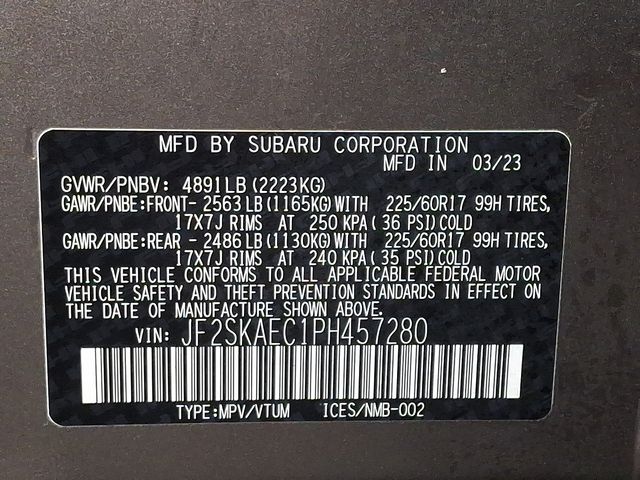 MFD BY SUBARU CORPORATION
MFD IN 03/23
GVWR/PNBV: 4891LB (2223KG)
GAWR/PNBE:FRONT- 2563 LB (1165KG) WITH 225/60R17 99H TIRES,
17X7J RIMS AT 250 KPA ( 36 PSI) COLD
GAWR/PNBE:REAR - 2486 LB (1130KG) WITH 225/60R17 99H TIRES,
17X7J RIMS AT 240 KPA ( 35 PSI) COLD
THIS VEHICLE CONFORMS TO ALL APPLICABLE FEDERAL MOTOR
VEHICLE SAFETY AND THEFT PREVENTION STANDARDS IN EFFECT ON
THE DATE OF MANUFACTURE SHOWN ABOVE.
VIN: JF2SKAEC1PH457280
TYPE:MPV/VTUM ICES/NMB-002